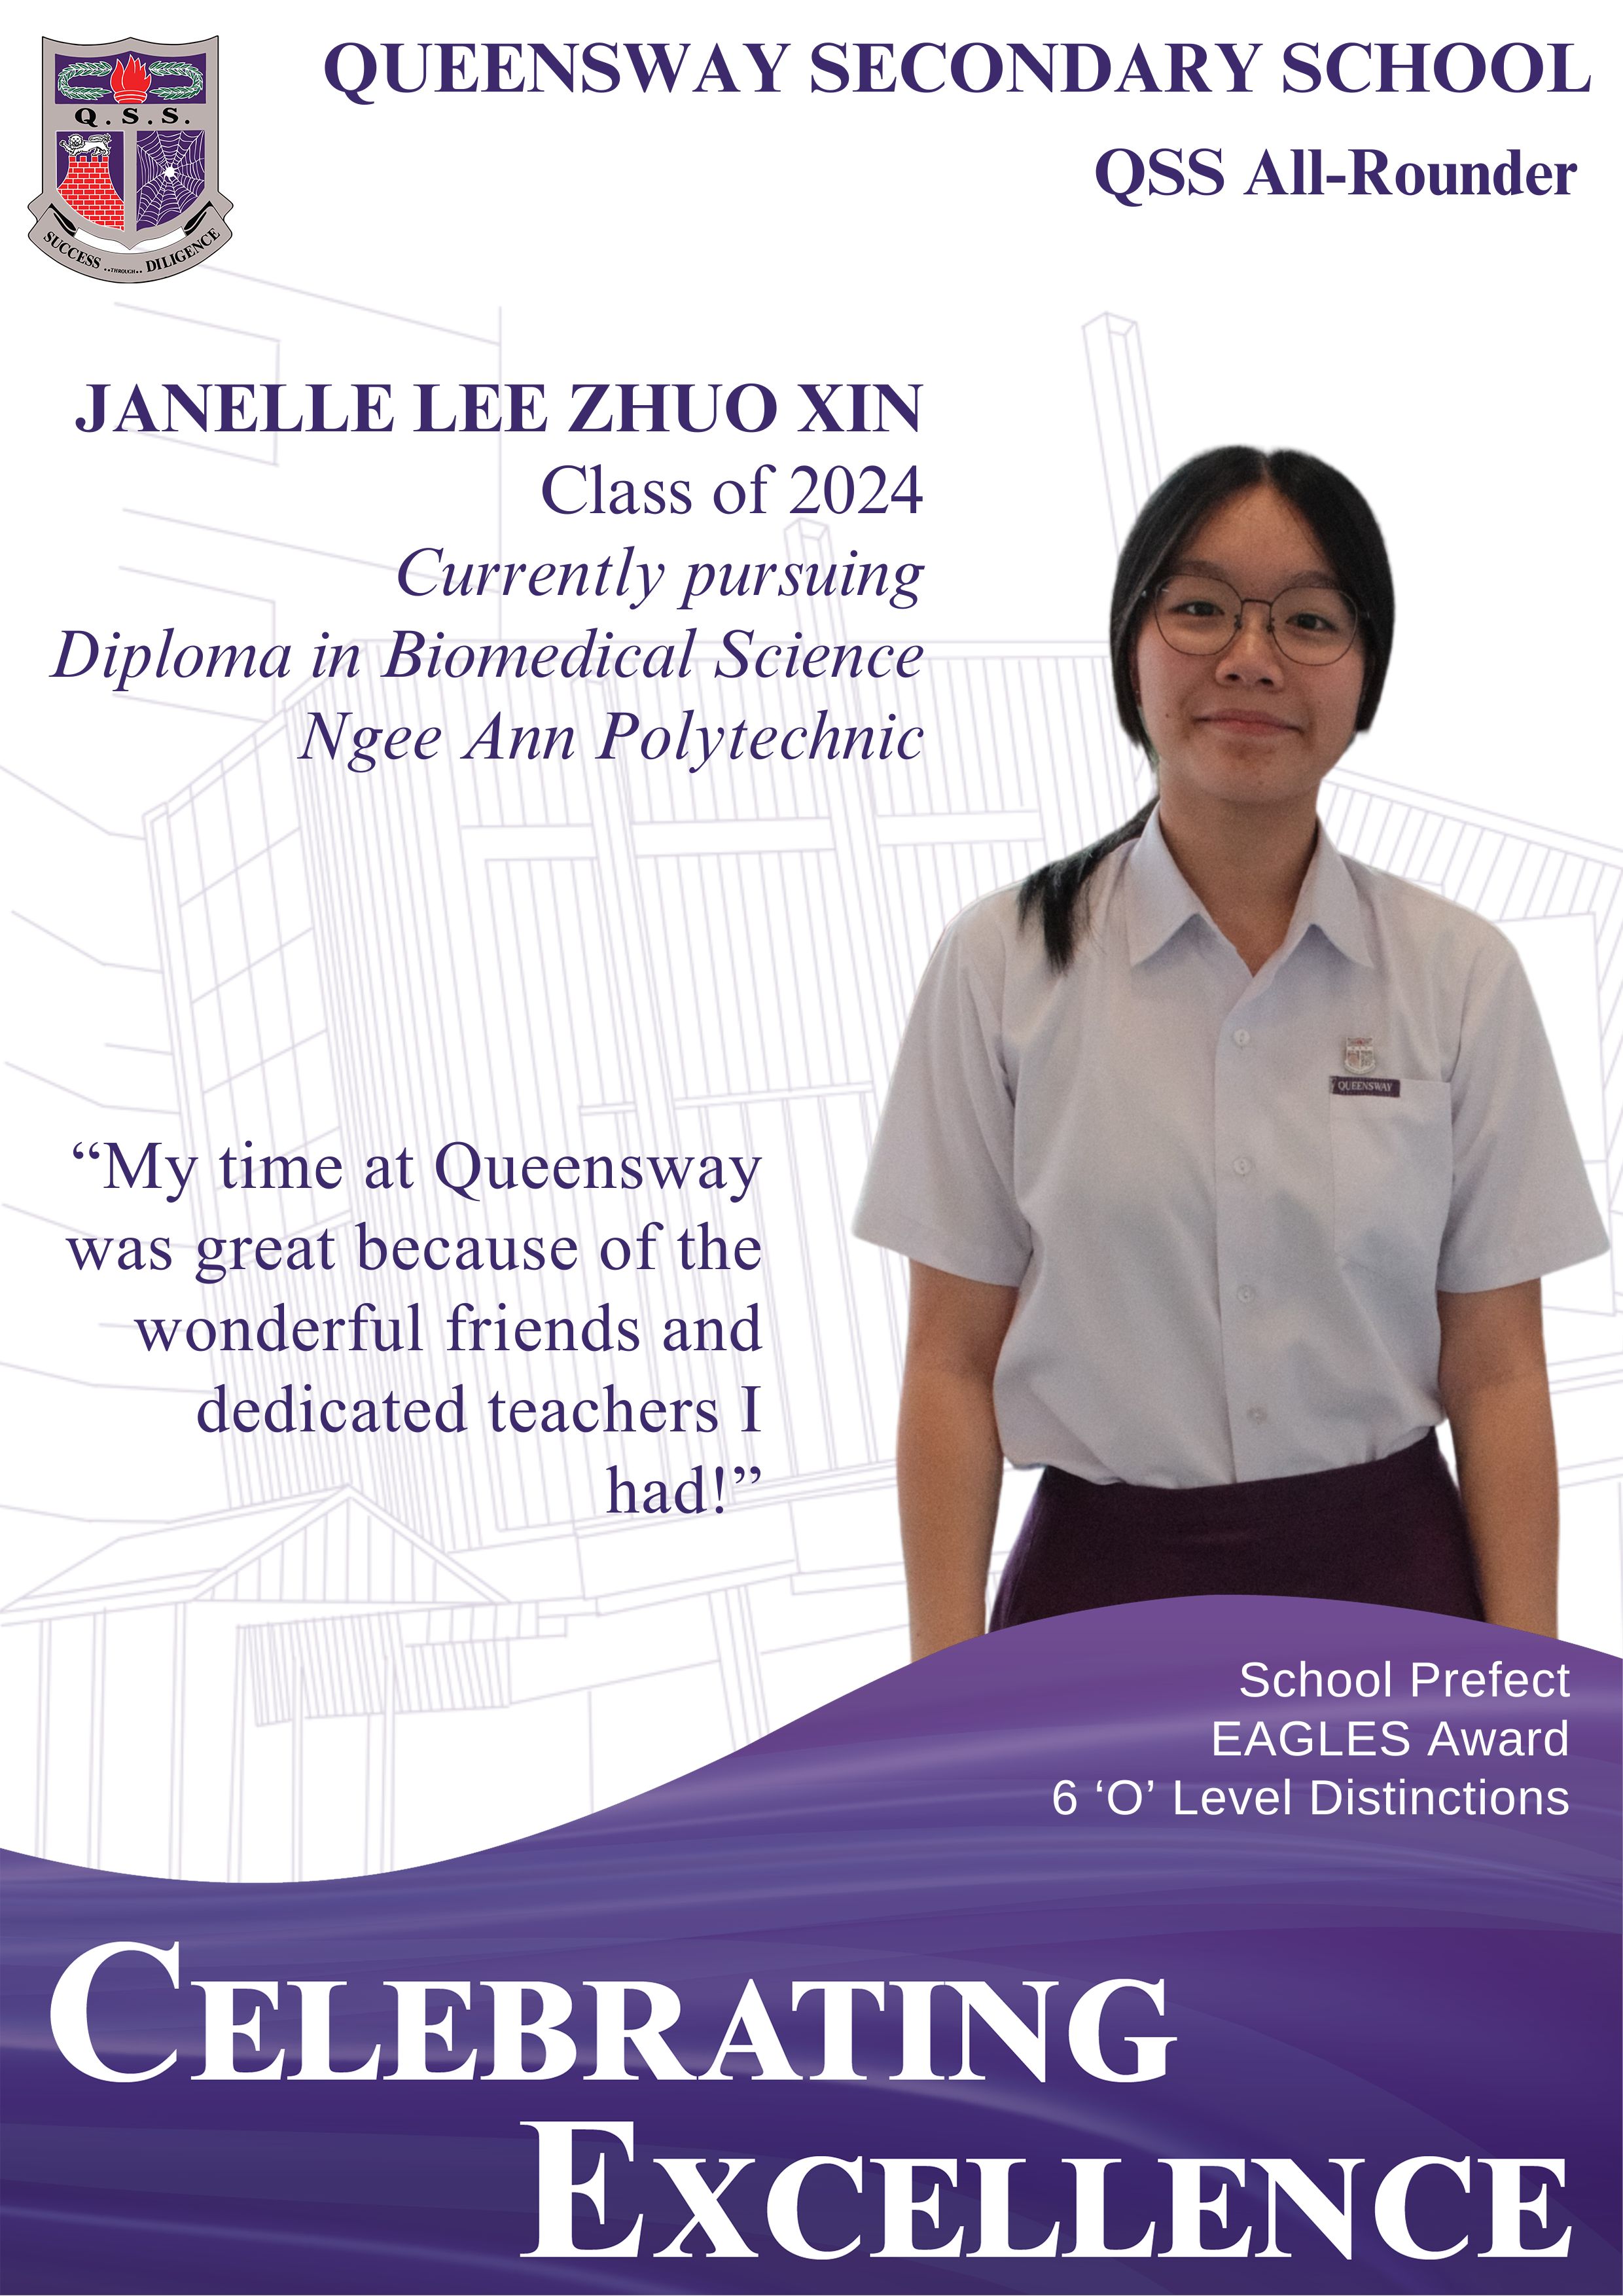 Q.S.S.
SUCCESS ..THROUGH.. DILIGENCE
QUEENSWAY SECONDARY SCHOOL
QSS All-Rounder
JANELLE LEE ZHUO XIN
Class of 2024
Currently pursuing
Diploma in Biomedical Science
Ngee Ann Polytechnic
QUEENSWAY
“My time at Queensway
was great because of the
wonderful friends and
dedicated teachers I
had!”
School Prefect
EAGLES Award
6 ‘O’ Level Distinctions
CELEBRATING
EXCELLENCE